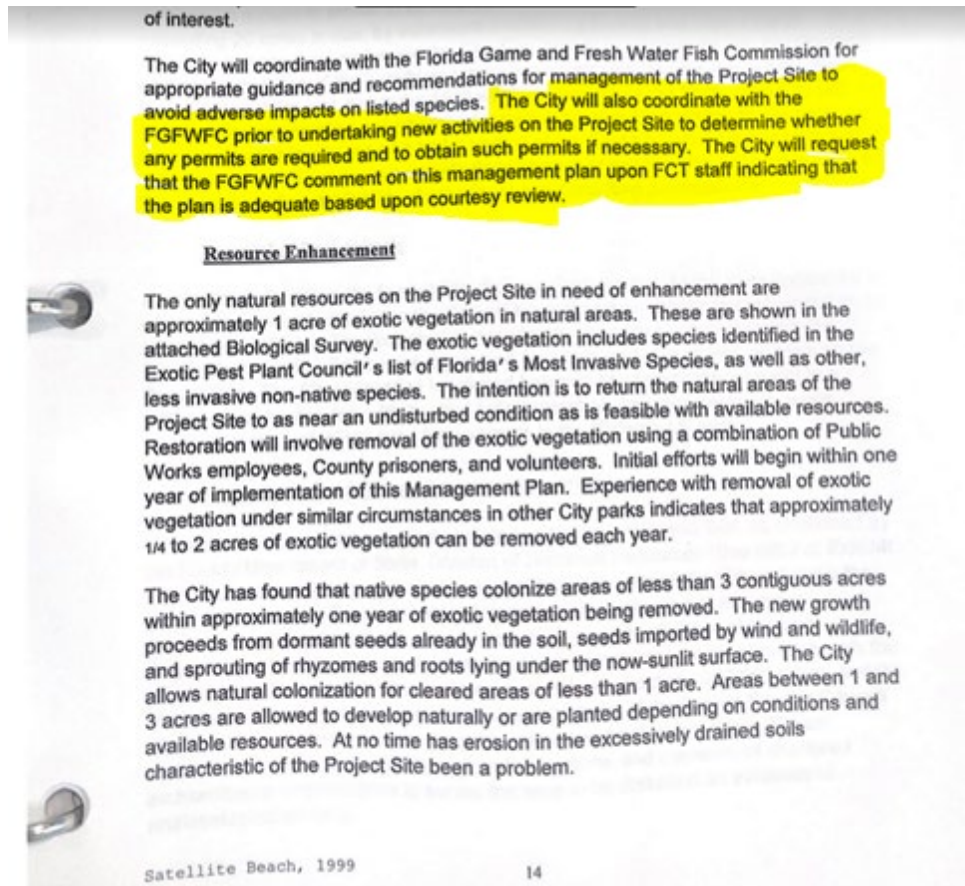 of interest.
The City will coordinate with the Florida Game and Fresh Water Fish Commission for
appropriate guidance and recommendations for management of the Project Site to
avoid adverse impacts on listed species. The City will also coordinate with the
FGFWFC prior to undertaking new activities on the Project Site to determine whether
any permits are required and to obtain such permits if necessary. The City will request
that the FGFWFC comment on this management plan upon FCT staff indicating that
the plan is adequate based upon courtesy review.
Resource Enhancement
The only natural resources on the Project Site in need of enhancement are
approximately 1 acre of exotic vegetation in natural areas. These are shown in the
attached Biological Survey. The exotic vegetation includes species identified in the
Exotic Pest Plant Council's list of Florida's Most Invasive Species, as well as other,
less invasive non-native species. The intention is to return the natural areas of the
Project Site to as near an undisturbed condition as is feasible with available resources.
Restoration will involve removal of the exotic vegetation using a combination of Public
Works employees, County prisoners, and volunteers. Initial efforts will begin within one
year of implementation of this Management Plan. Experience with removal of exotic
vegetation under similar circumstances in other City parks indicates that approximately
1/4 to 2 acres of exotic vegetation can be removed each year.
The City has found that native species colonize areas of less than 3 contiguous acres
within approximately one year of exotic vegetation being removed. The new growth
proceeds from dormant seeds already in the soil, seeds imported by wind and wildlife,
and sprouting of rhyzomes and roots lying under the now-sunlit surface. The City
allows natural colonization for cleared areas of less than 1 acre. Areas between 1 and
3 acres are allowed to develop naturally or are planted depending on conditions and
available resources. At no time has erosion in the excessively drained soils
characteristic of the Project Site been a problem.
Satellite Beach, 1999 14